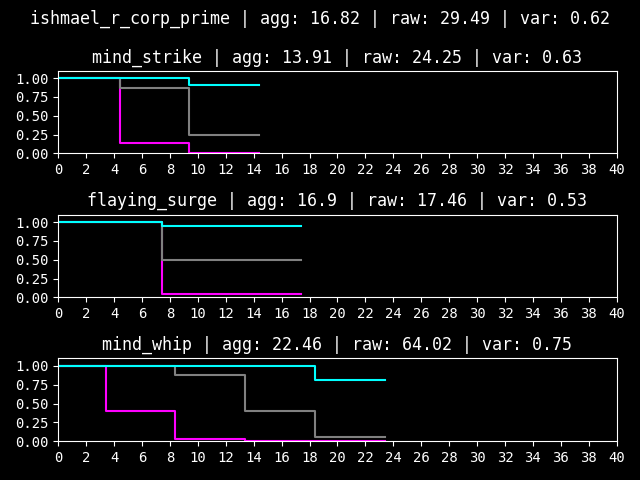 ishmael_r_corp_prime | agg: 16.82 | raw: 29.49 | var: 0.62
mind_strike | agg: 13.91 | raw: 24.25 | var: 0.63
1.00
0.75
0.50
0.25
0.00
0 2 4 6 8 10 12 14 16 18 20 22 24 26 28 30 32 34 36 38 40
flaying_surge | agg: 16.9 | raw: 17.46 | var: 0.53
1.00
0.75
0.50
0.25
0.00
0 2 4 6 8 10 12 14 16 18 20 22 24 26 28 30 32 34 36 38 40
mind_whip | agg: 22.46 | raw: 64.02 | var: 0.75
1.00
0.75
0.50
0.25
0.00
0 2 4 6 8 10 12 14 16 18 20 22 24 26 28 30 32 34 36 38 40